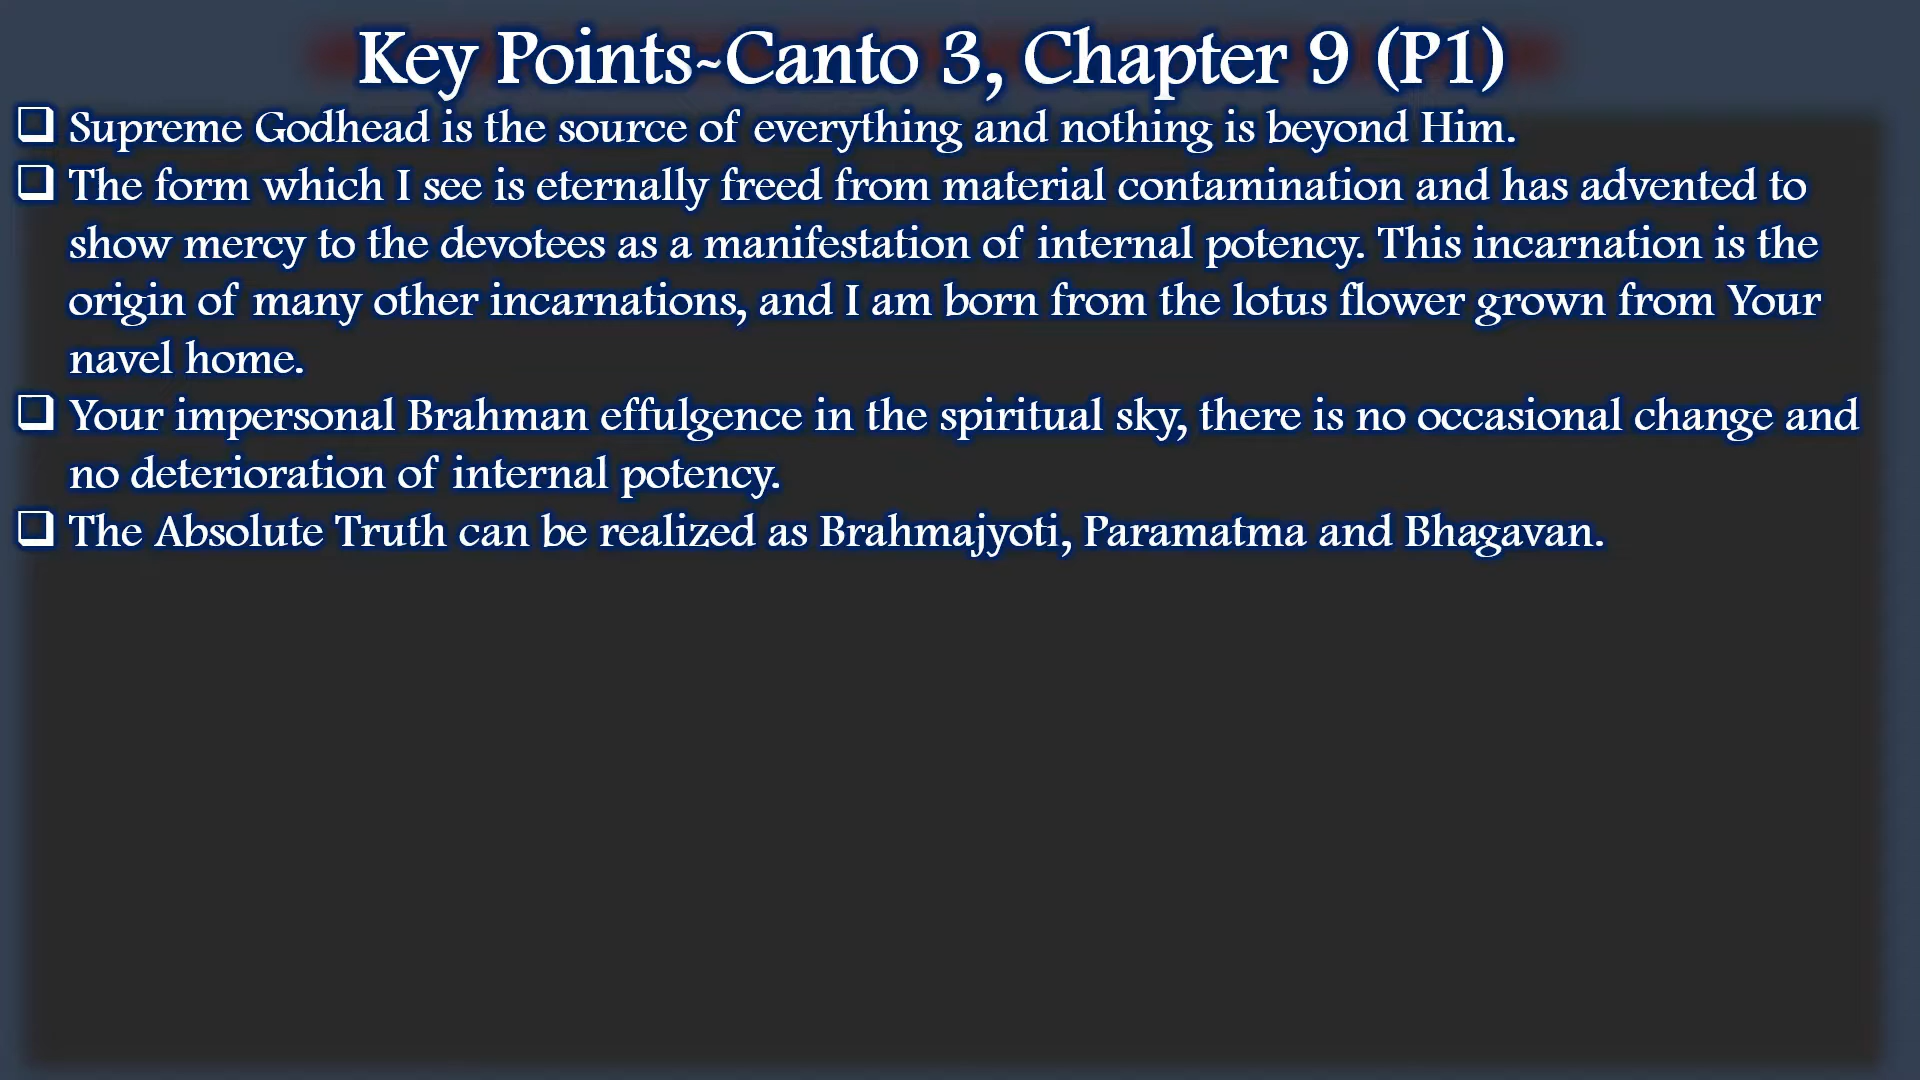 Key Points-Canto 3, Chapter 9 (P1)
❑ Supreme Godhead is the source of everything and nothing is beyond Him.
❑ The form which I see is eternally freed from material contamination and has advented to
show mercy to the devotees as a manifestation of internal potency. This incarnation is the
origin of many other incarnations, and I am born from the lotus flower grown from Your
navel home.
❑ Your impersonal Brahman effulgence in the spiritual sky, there is no occasional change and
no deterioration of internal potency.
❑ The Absolute Truth can be realized as Brahmajyoti, Paramatma and Bhagavan.